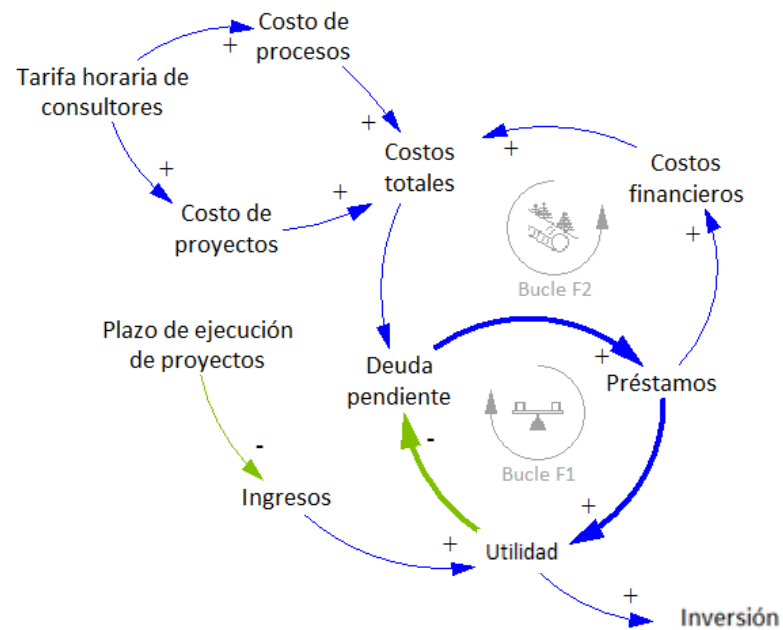 Costo de
procesos
+
Tarifa horaria de
consultores
+
+
Costos
totales
+
+
Costos
financieros
+
Costo de
proyectos
Bucle F2
Plazo de ejecución
de proyectos
Deuda
pendiente
+
Préstamos
-
-
Bucle F1
Ingresos
+
+
Utilidad
+
Inversión